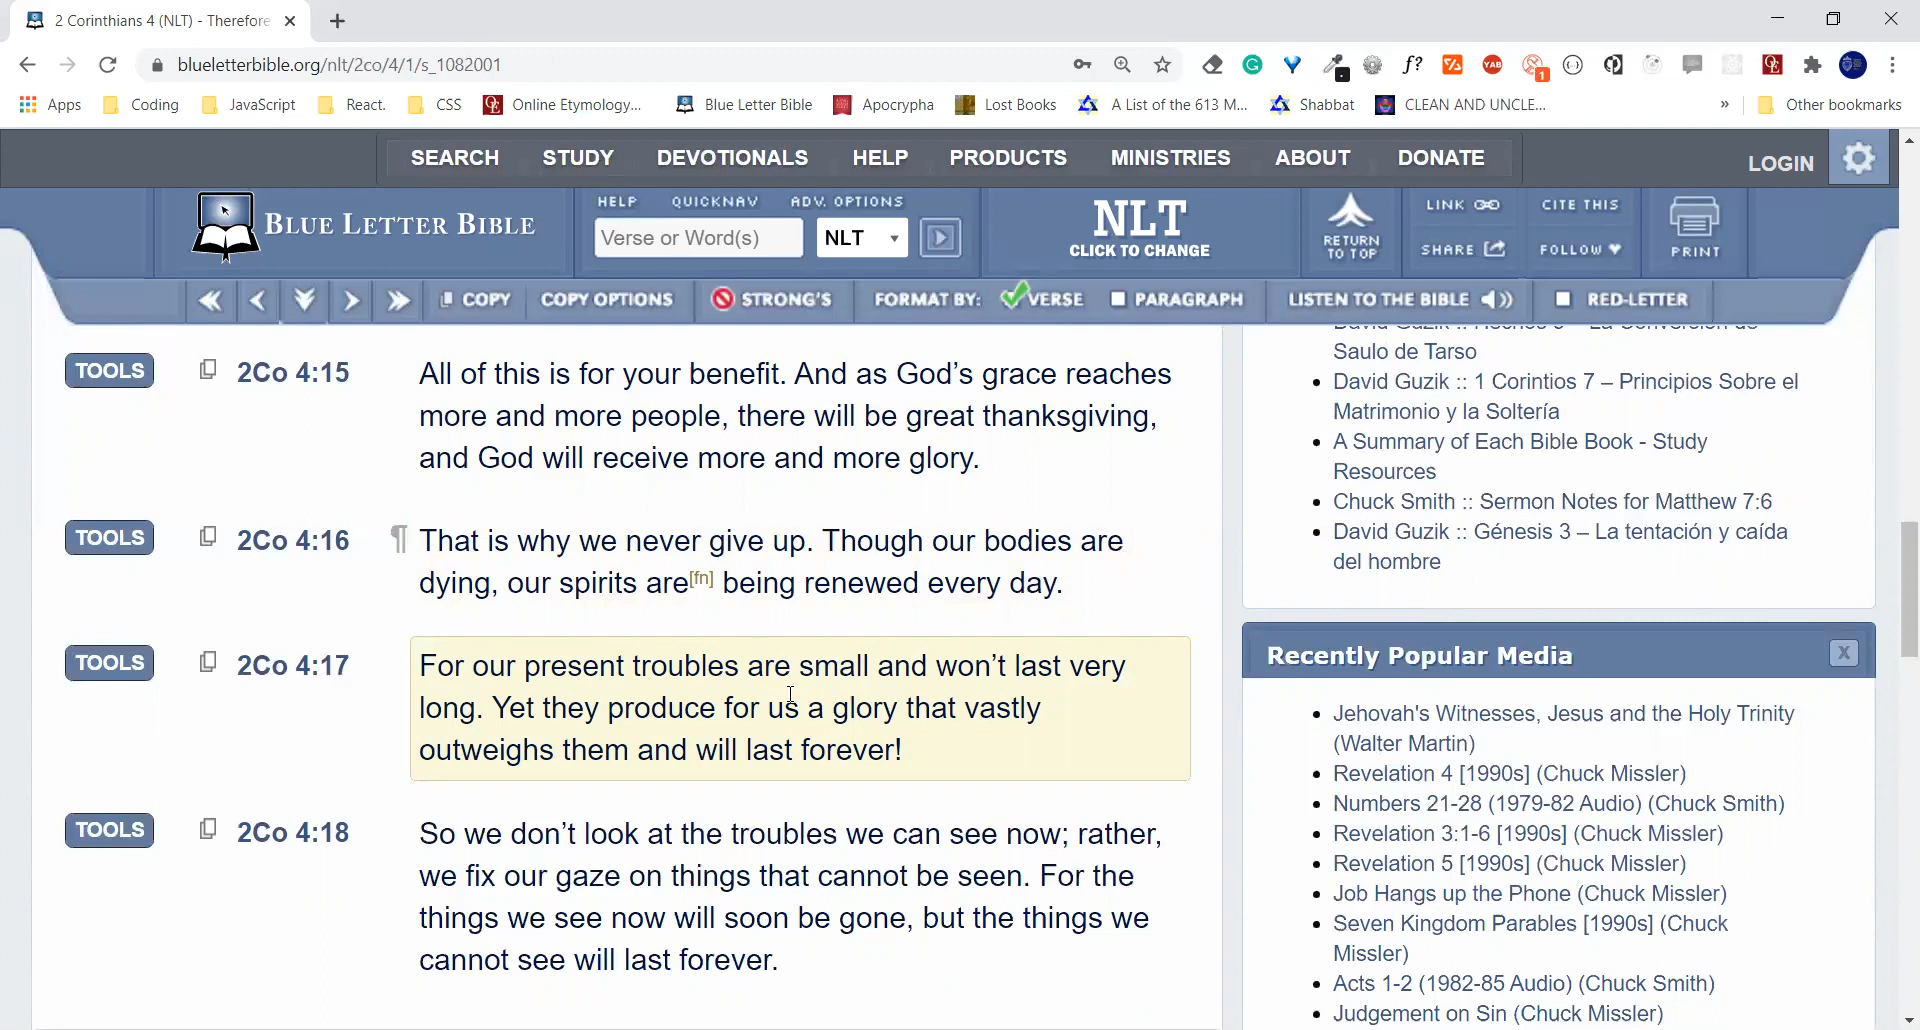 2 Corinthians 4 (NLT) - Therefore
blueletterbible.org/nlt/2co/4/1/s_1082001
Apps Coding JavaScript React. CSS Online Etymology... Blue Letter Bible Apocrypha Lost Books A List of the 613 M... Shabbat CLEAN AND UNCLE... » Other bookmarks
SEARCH STUDY DEVOTIONALS HELP PRODUCTS MINISTRIES ABOUT DONATE LOGIN
HELP QUICKNAV ADV. OPTIONS
BLUE LETTER BIBLE
Verse or Word(s) NLT
NLT
CLICK TO CHANGE
RETURN
TO TOP
LINK CITE THIS
SHARE FOLLOW
PRINT
COPY COPY OPTIONS STRONG'S FORMAT BY: VERSE PARAGRAPH LISTEN TO THE BIBLE RED-LETTER
TOOLS 2Co 4:15 All of this is for your benefit. And as God’s grace reaches
more and more people, there will be great thanksgiving,
and God will receive more and more glory.
TOOLS 2Co 4:16 ¶ That is why we never give up. Though our bodies are
dying, our spirits are[fn] being renewed every day.
TOOLS 2Co 4:17 For our present troubles are small and won’t last very
long. Yet they produce for us a glory that vastly
outweighs them and will last forever!
TOOLS 2Co 4:18 So we don’t look at the troubles we can see now; rather,
we fix our gaze on things that cannot be seen. For the
things we see now will soon be gone, but the things we
cannot see will last forever.
Saulo de Tarso
• David Guzik :: 1 Corintios 7 – Principios Sobre el
Matrimonio y la Soltería
• A Summary of Each Bible Book - Study
Resources
• Chuck Smith :: Sermon Notes for Matthew 7:6
• David Guzik :: Génesis 3 – La tentación y caída
del hombre
Recently Popular Media X
• Jehovah's Witnesses, Jesus and the Holy Trinity
(Walter Martin)
• Revelation 4 [1990s] (Chuck Missler)
• Numbers 21-28 (1979-82 Audio) (Chuck Smith)
• Revelation 3:1-6 [1990s] (Chuck Missler)
• Revelation 5 [1990s] (Chuck Missler)
• Job Hangs up the Phone (Chuck Missler)
• Seven Kingdom Parables [1990s] (Chuck
Missler)
• Acts 1-2 (1982-85 Audio) (Chuck Smith)
• Judgement on Sin (Chuck Missler)